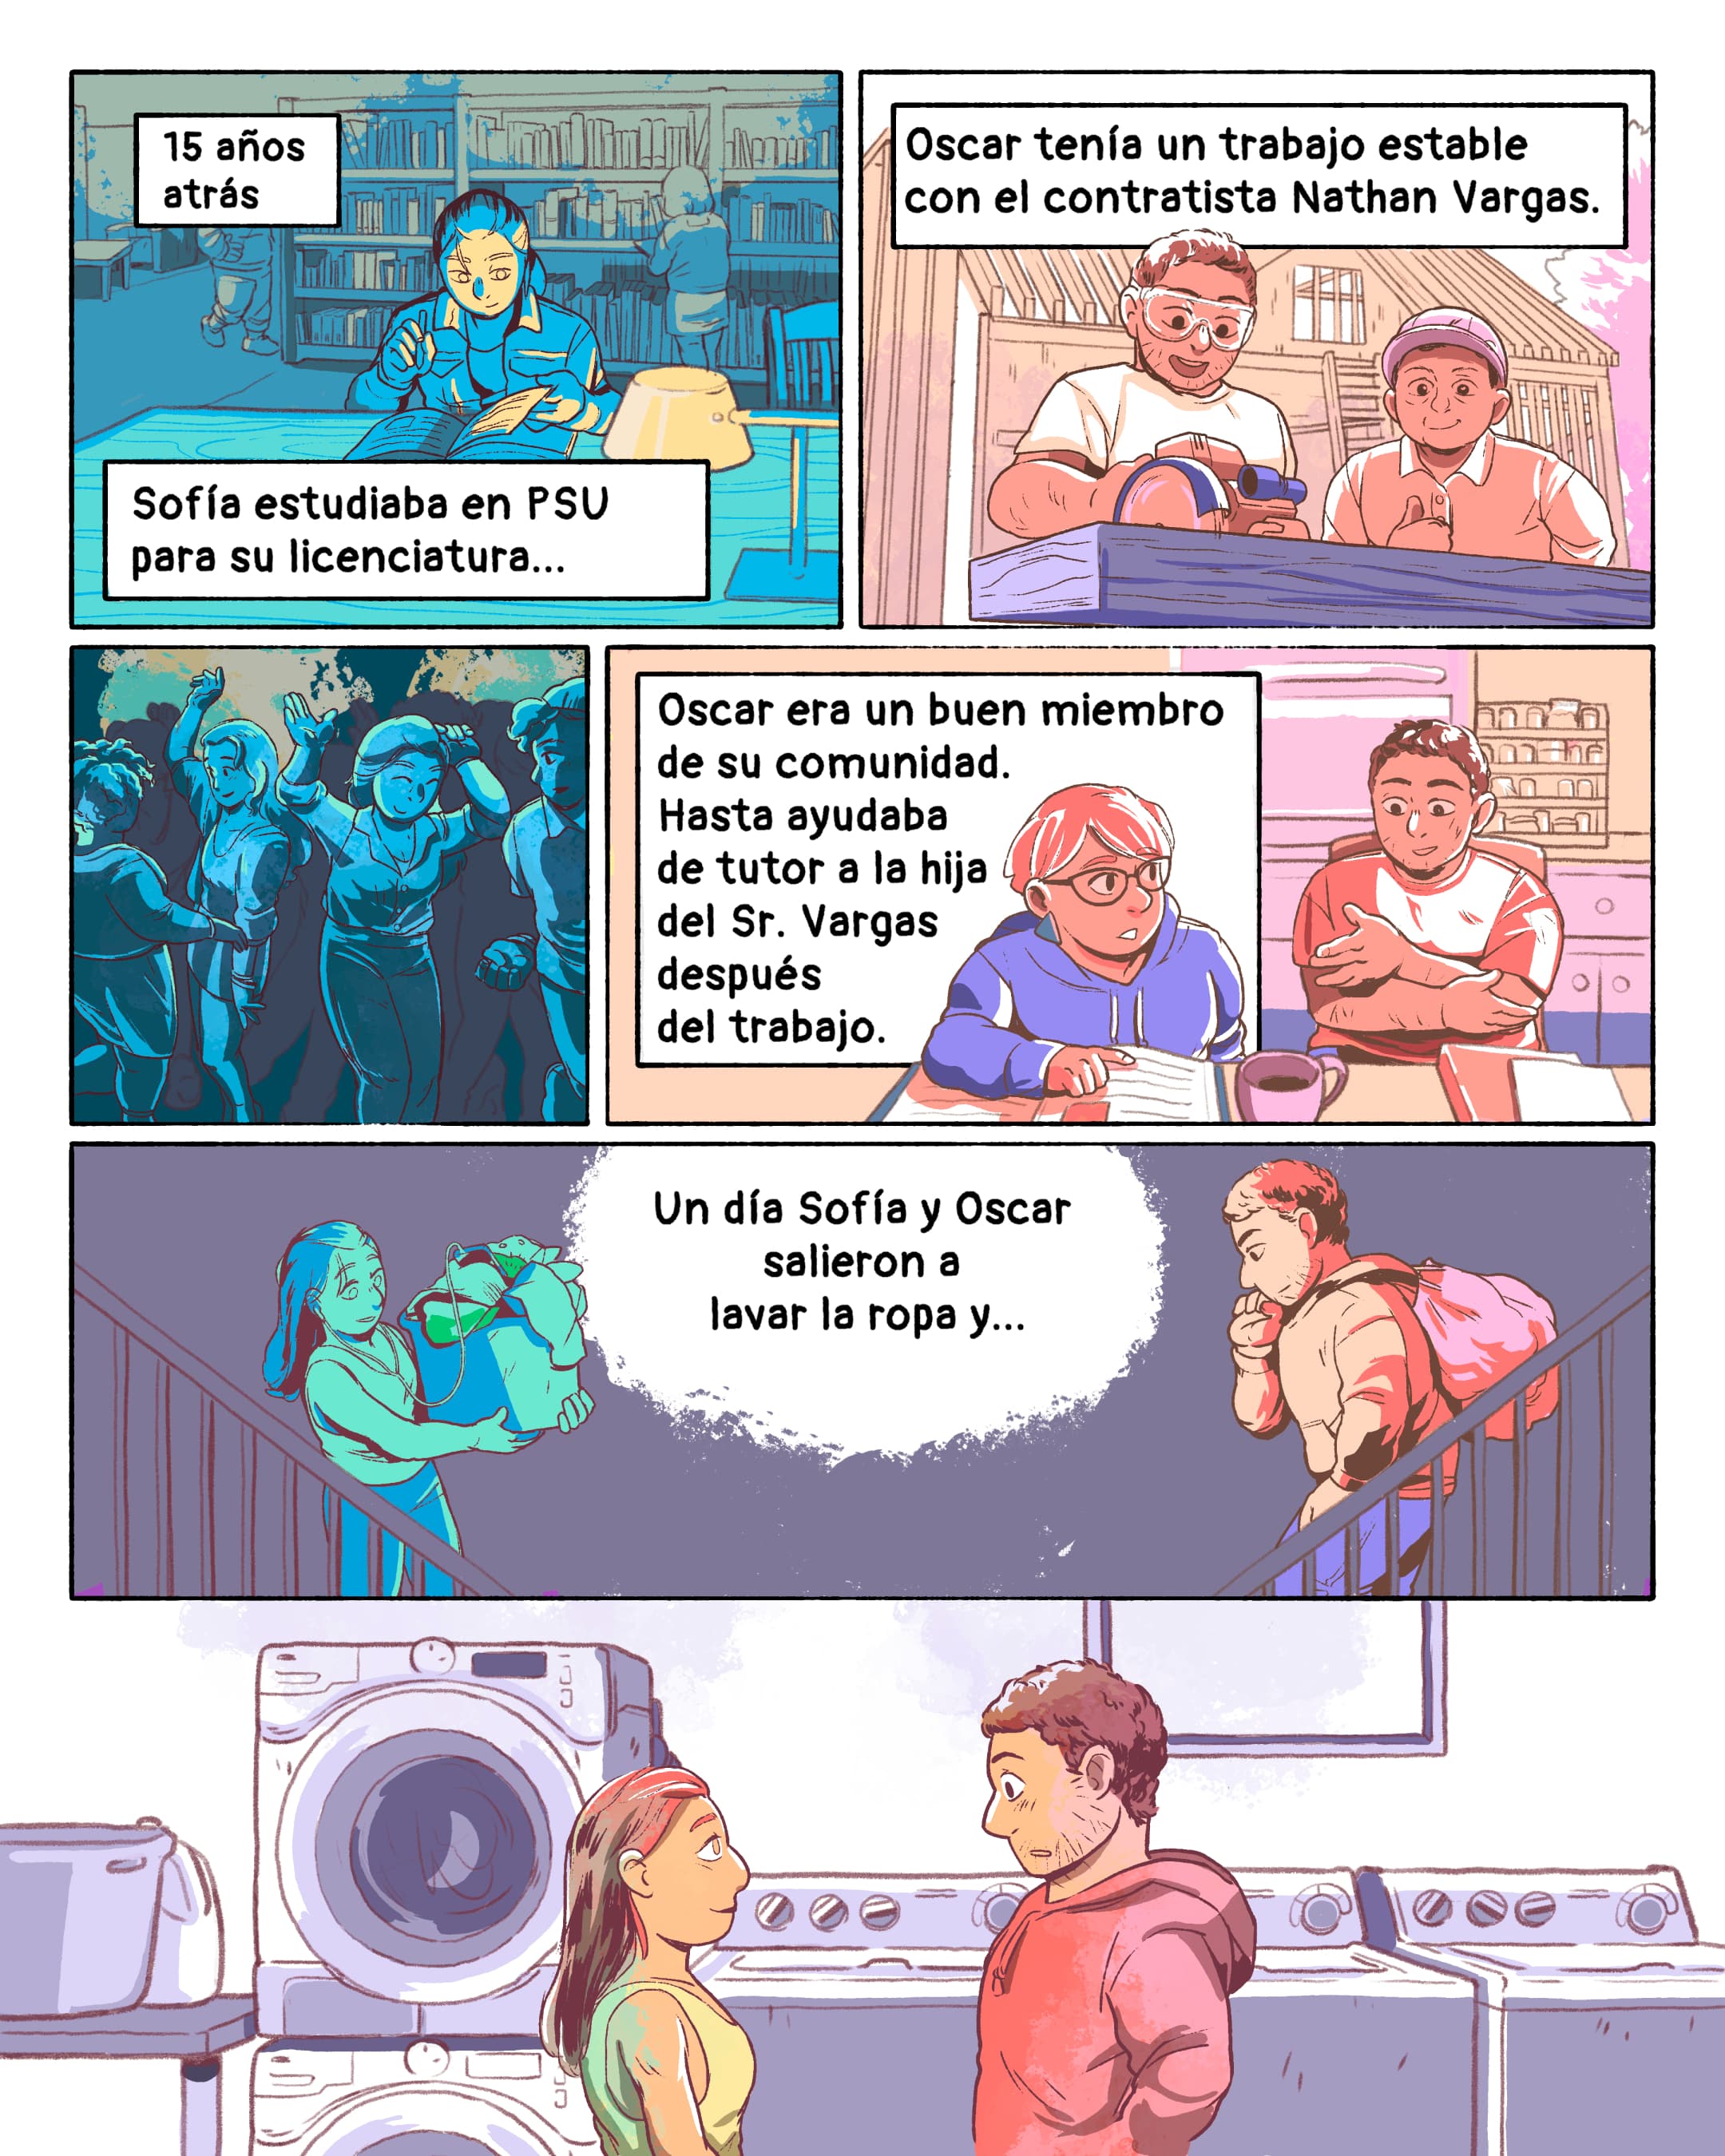 15 años
atrás
Sofía estudiaba en PSU
para su licenciatura...
Oscar tenía un trabajo estable
con el contratista Nathan Vargas.
Oscar era un buen miembro
de su comunidad.
Hasta ayudaba
de tutor a la hija
del Sr. Vargas
después
del trabajo.
Un día Sofía y Oscar
salieron a
lavar la ropa y...